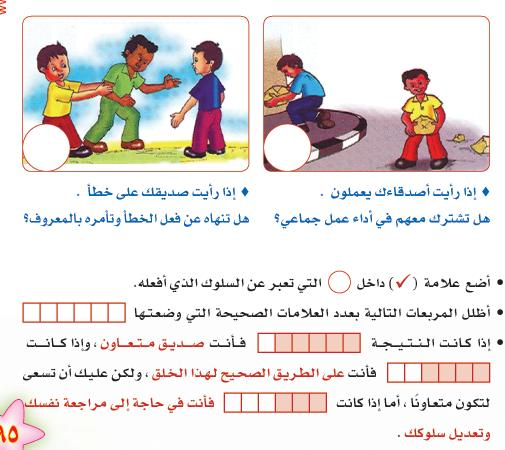 ♦ إذا رأيت أصدقاءك يعملون .
هل تشترك معهم في أداء عمل جماعي؟
♦ إذا رأيت صديقك على خطأ .
هل تنهاه عن فعل الخطأ وتأمره بالمعروف؟
• أضع علامة (✓) داخل ◯ التي تعبر عن السلوك الذي أفعله.
• أظلل المربعات التالية بعدد العلامات الصحيحة التي وضعتها
• إذا كانت النتيجة فأنت صديق متعاون ، وإذا كانت
فأنت على الطريق الصحيح لهذا الخلق ، ولكن عليك أن تسعى
لتكون متعاونًا ، أما إذا كانت فأنت في حاجة إلى مراجعة نفسك
وتعديل سلوكك .